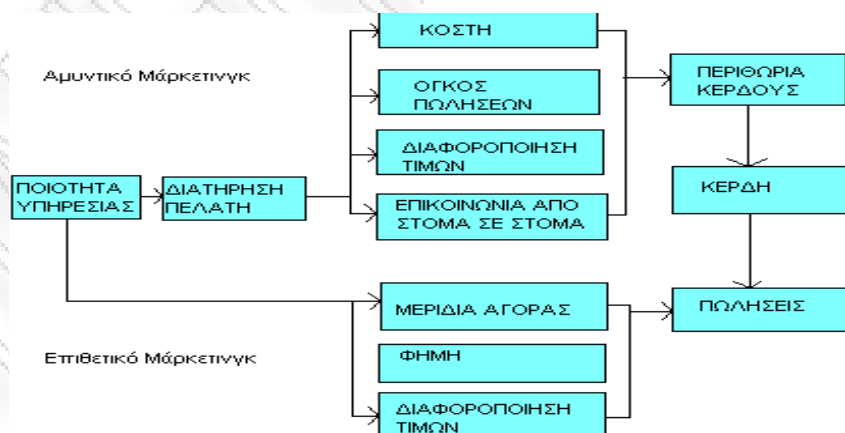 ΚΟΣΤΗ
Αμυντικό Μάρκετινγκ
ΠΕΡΙΘΩΡΙΑ
ΚΕΡΔΟΥΣ
ΟΓΚΟΣ
ΠΩΛΗΣΕΩΝ
ΔΙΑΦΟΡΟΠΟΙΗΣΗ
ΤΙΜΩΝ
ΠΟΙΟΤΗΤΑ
ΥΠΗΡΕΣΙΑΣ
ΔΙΑΤΗΡΗΣΗ
ΠΕΛΑΤΗ
ΕΠΙΚΟΙΝΩΝΙΑ ΑΠΟ
ΣΤΟΜΑ ΣΕ ΣΤΟΜΑ
ΚΕΡΔΗ
ΜΕΡΙΔΙΑ ΑΓΟΡΑΣ
ΠΩΛΗΣΕΙΣ
Επιθετικό Μάρκετινγκ
ΦΗΜΗ
ΔΙΑΦΟΡΟΠΟΙΗΣΗ
ΤΙΜΩΝ